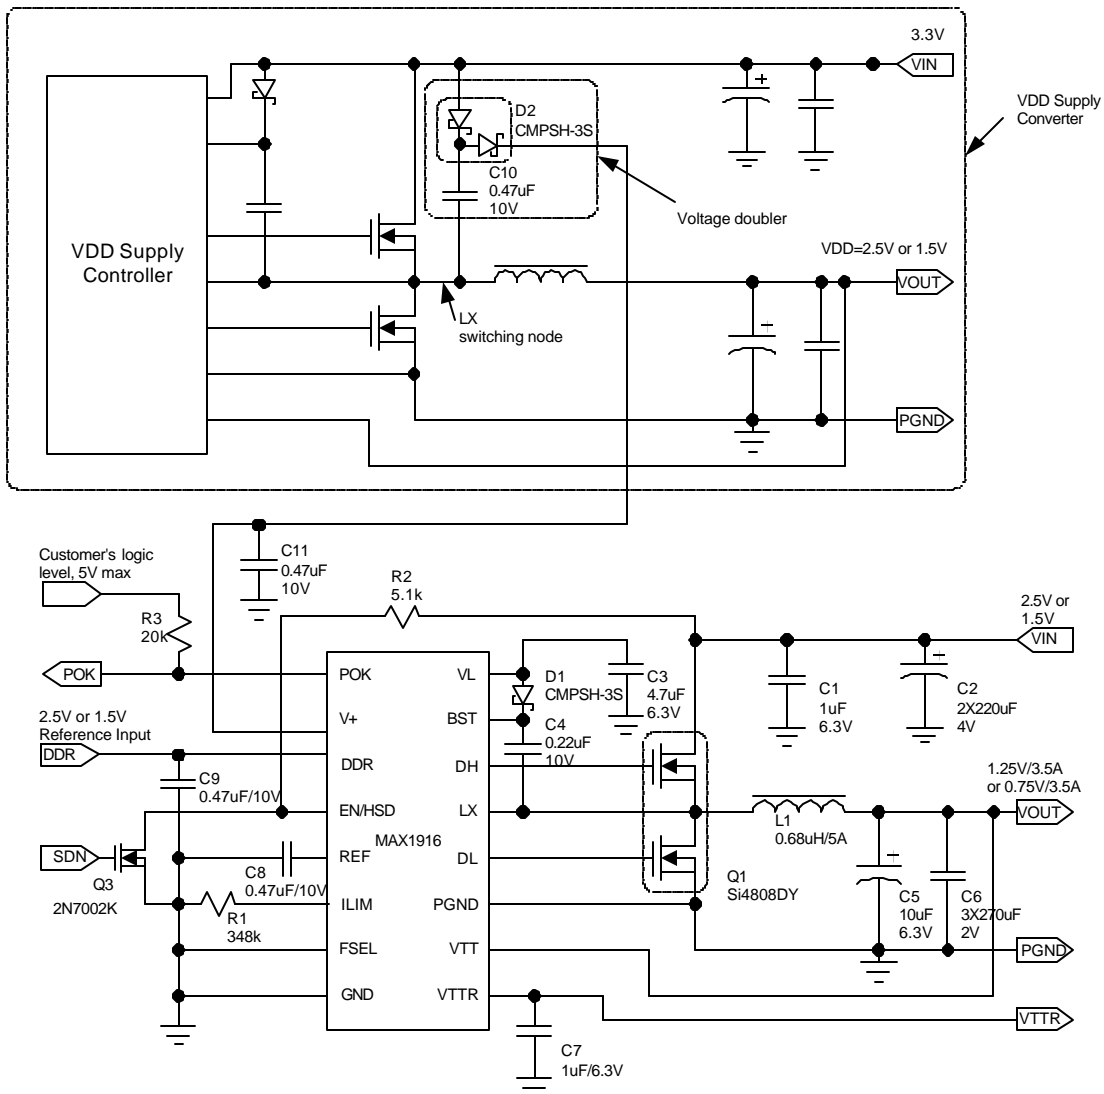 3.3V
VIN
VDD Supply
Converter
D2
CMPSH-3S
C10
0.47uF
10V
Voltage doubler
VDD Supply
Controller
VDD=2.5V or 1.5V
VOUT
LX
switching node
PGND
Customer's logic
level, 5V max
C11
0.47uF
10V
R2
5.1k
R3
20k
2.5V or
1.5V
VIN
POK
POK
VL
D1
CMPSH-3S
C3
4.7uF
6.3V
C1
1uF
6.3V
C2
2X220uF
4V
2.5V or 1.5V
Reference Input
V+
BST
C4
0.22uF
10V
DDR
DDR
DH
C9
0.47uF/10V
1.25V/3.5A
or 0.75V/3.5A
EN/HSD
LX
VOUT
L1
0.68uH/5A
MAX1916
SDN
REF
DL
C8
0.47uF/10V
Q3
2N7002K
Q1
Si4808DY
R1
348k
ILIM
PGND
C5
10uF
6.3V
C6
3X270uF
2V
FSEL
VTT
PGND
GND
VTTR
VTTR
C7
1uF/6.3V